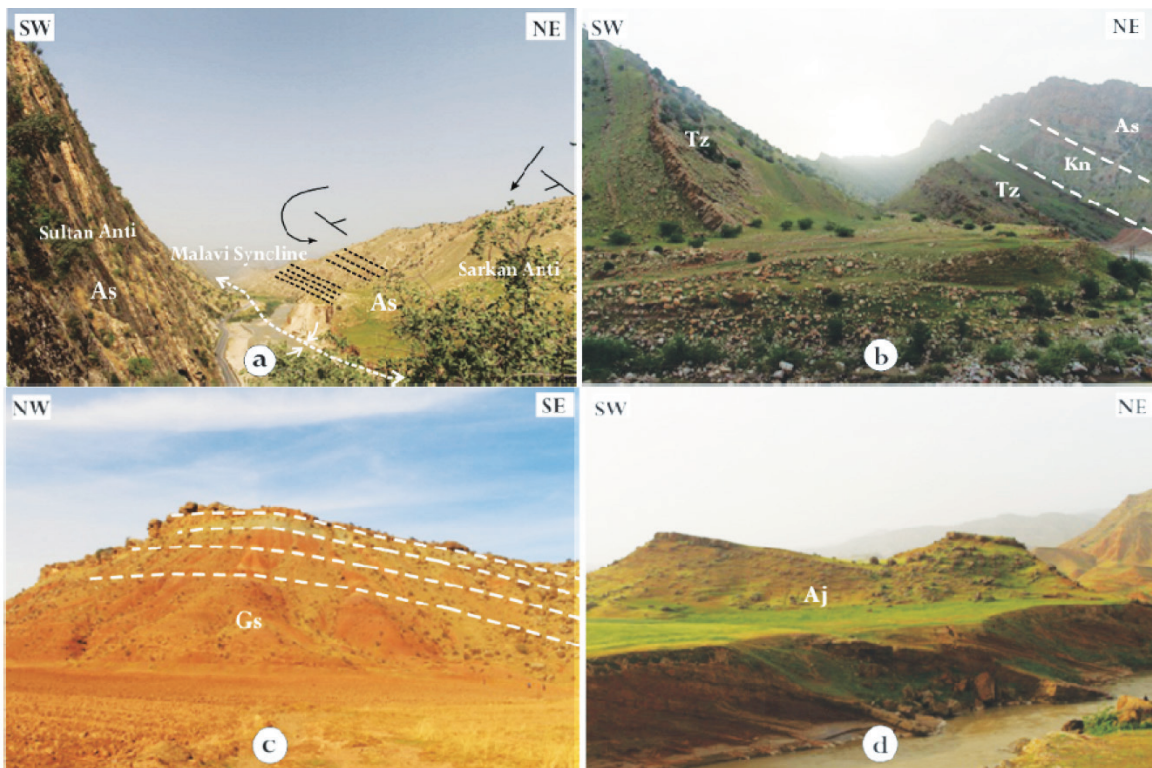 SW NE
Sultan Anti
Malavi Syncline
Sarkan Anti
As
As
a
SW NE
As
Tz
Kn
Tz
b
NW SE
Gs
c
SW NE
Aj
d